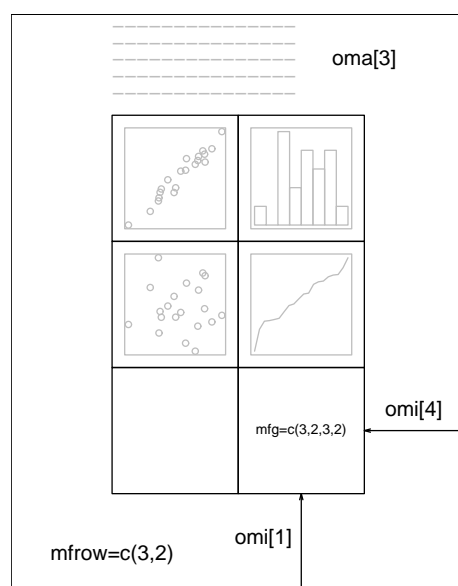 oma[3]
mfg=c(3,2,3,2)
omi[4]
omi[1]
mfrow=c(3,2)